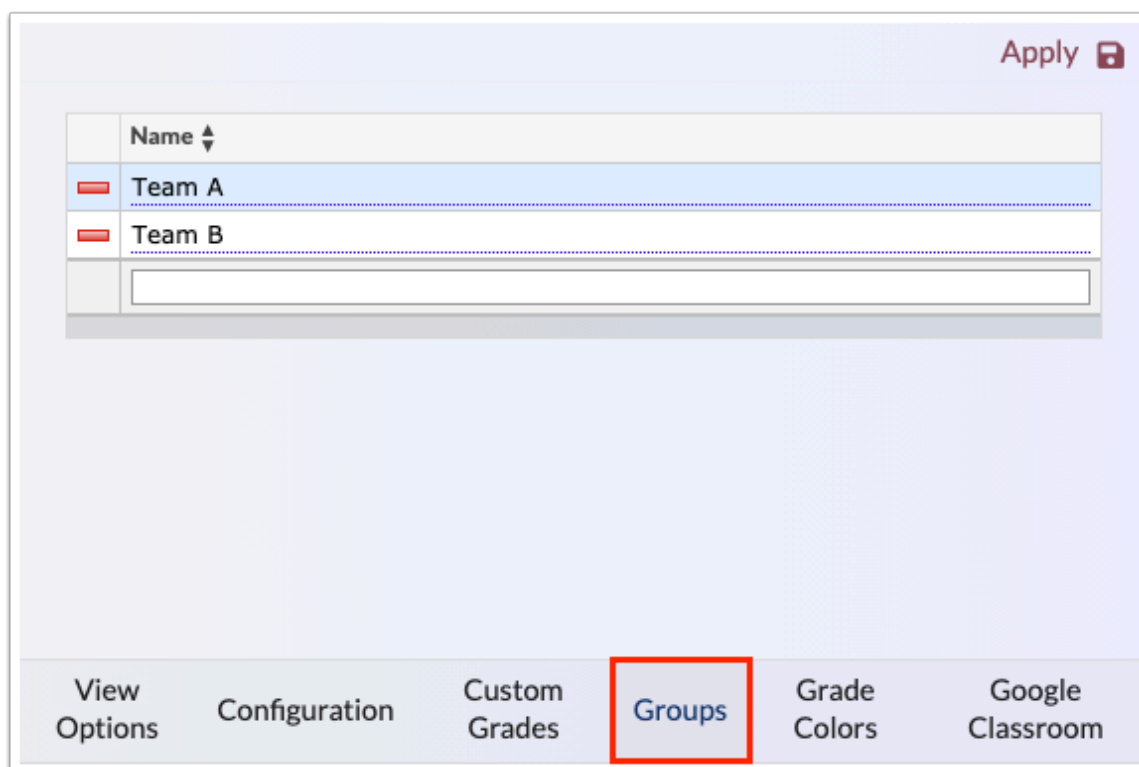 Apply
Name
Team A
Team B
View Options
Configuration
Custom Grades
Groups
Grade Colors
Google Classroom